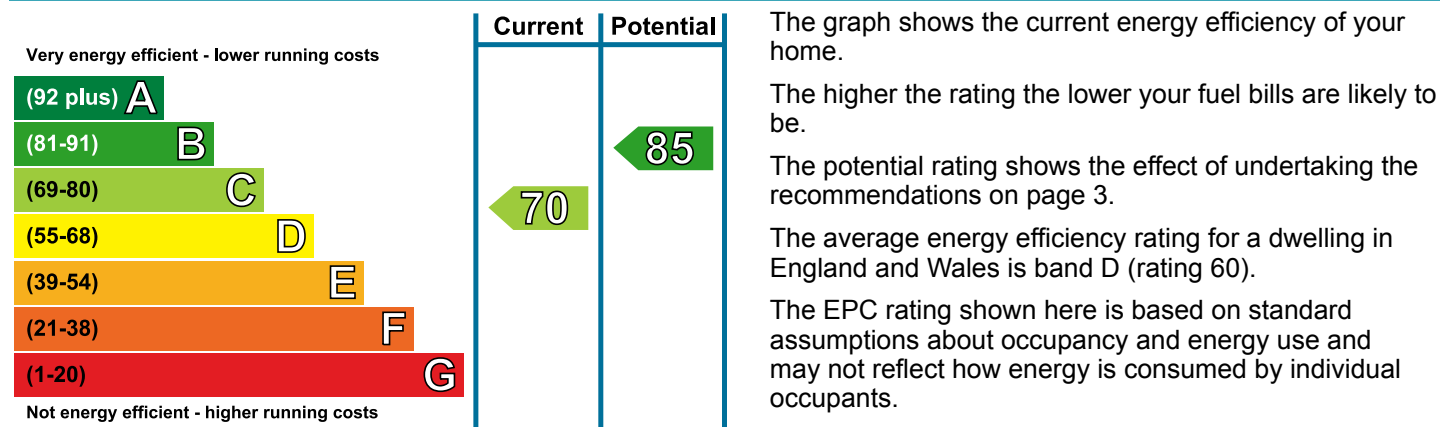 Current Potential
Very energy efficient - lower running costs
(92 plus) A
(81-91) B
85
(69-80) C
70
(55-68) D
(39-54) E
(21-38) F
(1-20) G
Not energy efficient - higher running costs
The graph shows the current energy efficiency of your
home.
The higher the rating the lower your fuel bills are likely to
be.
The potential rating shows the effect of undertaking the
recommendations on page 3.
The average energy efficiency rating for a dwelling in
England and Wales is band D (rating 60).
The EPC rating shown here is based on standard
assumptions about occupancy and energy use and
may not reflect how energy is consumed by individual
occupants.